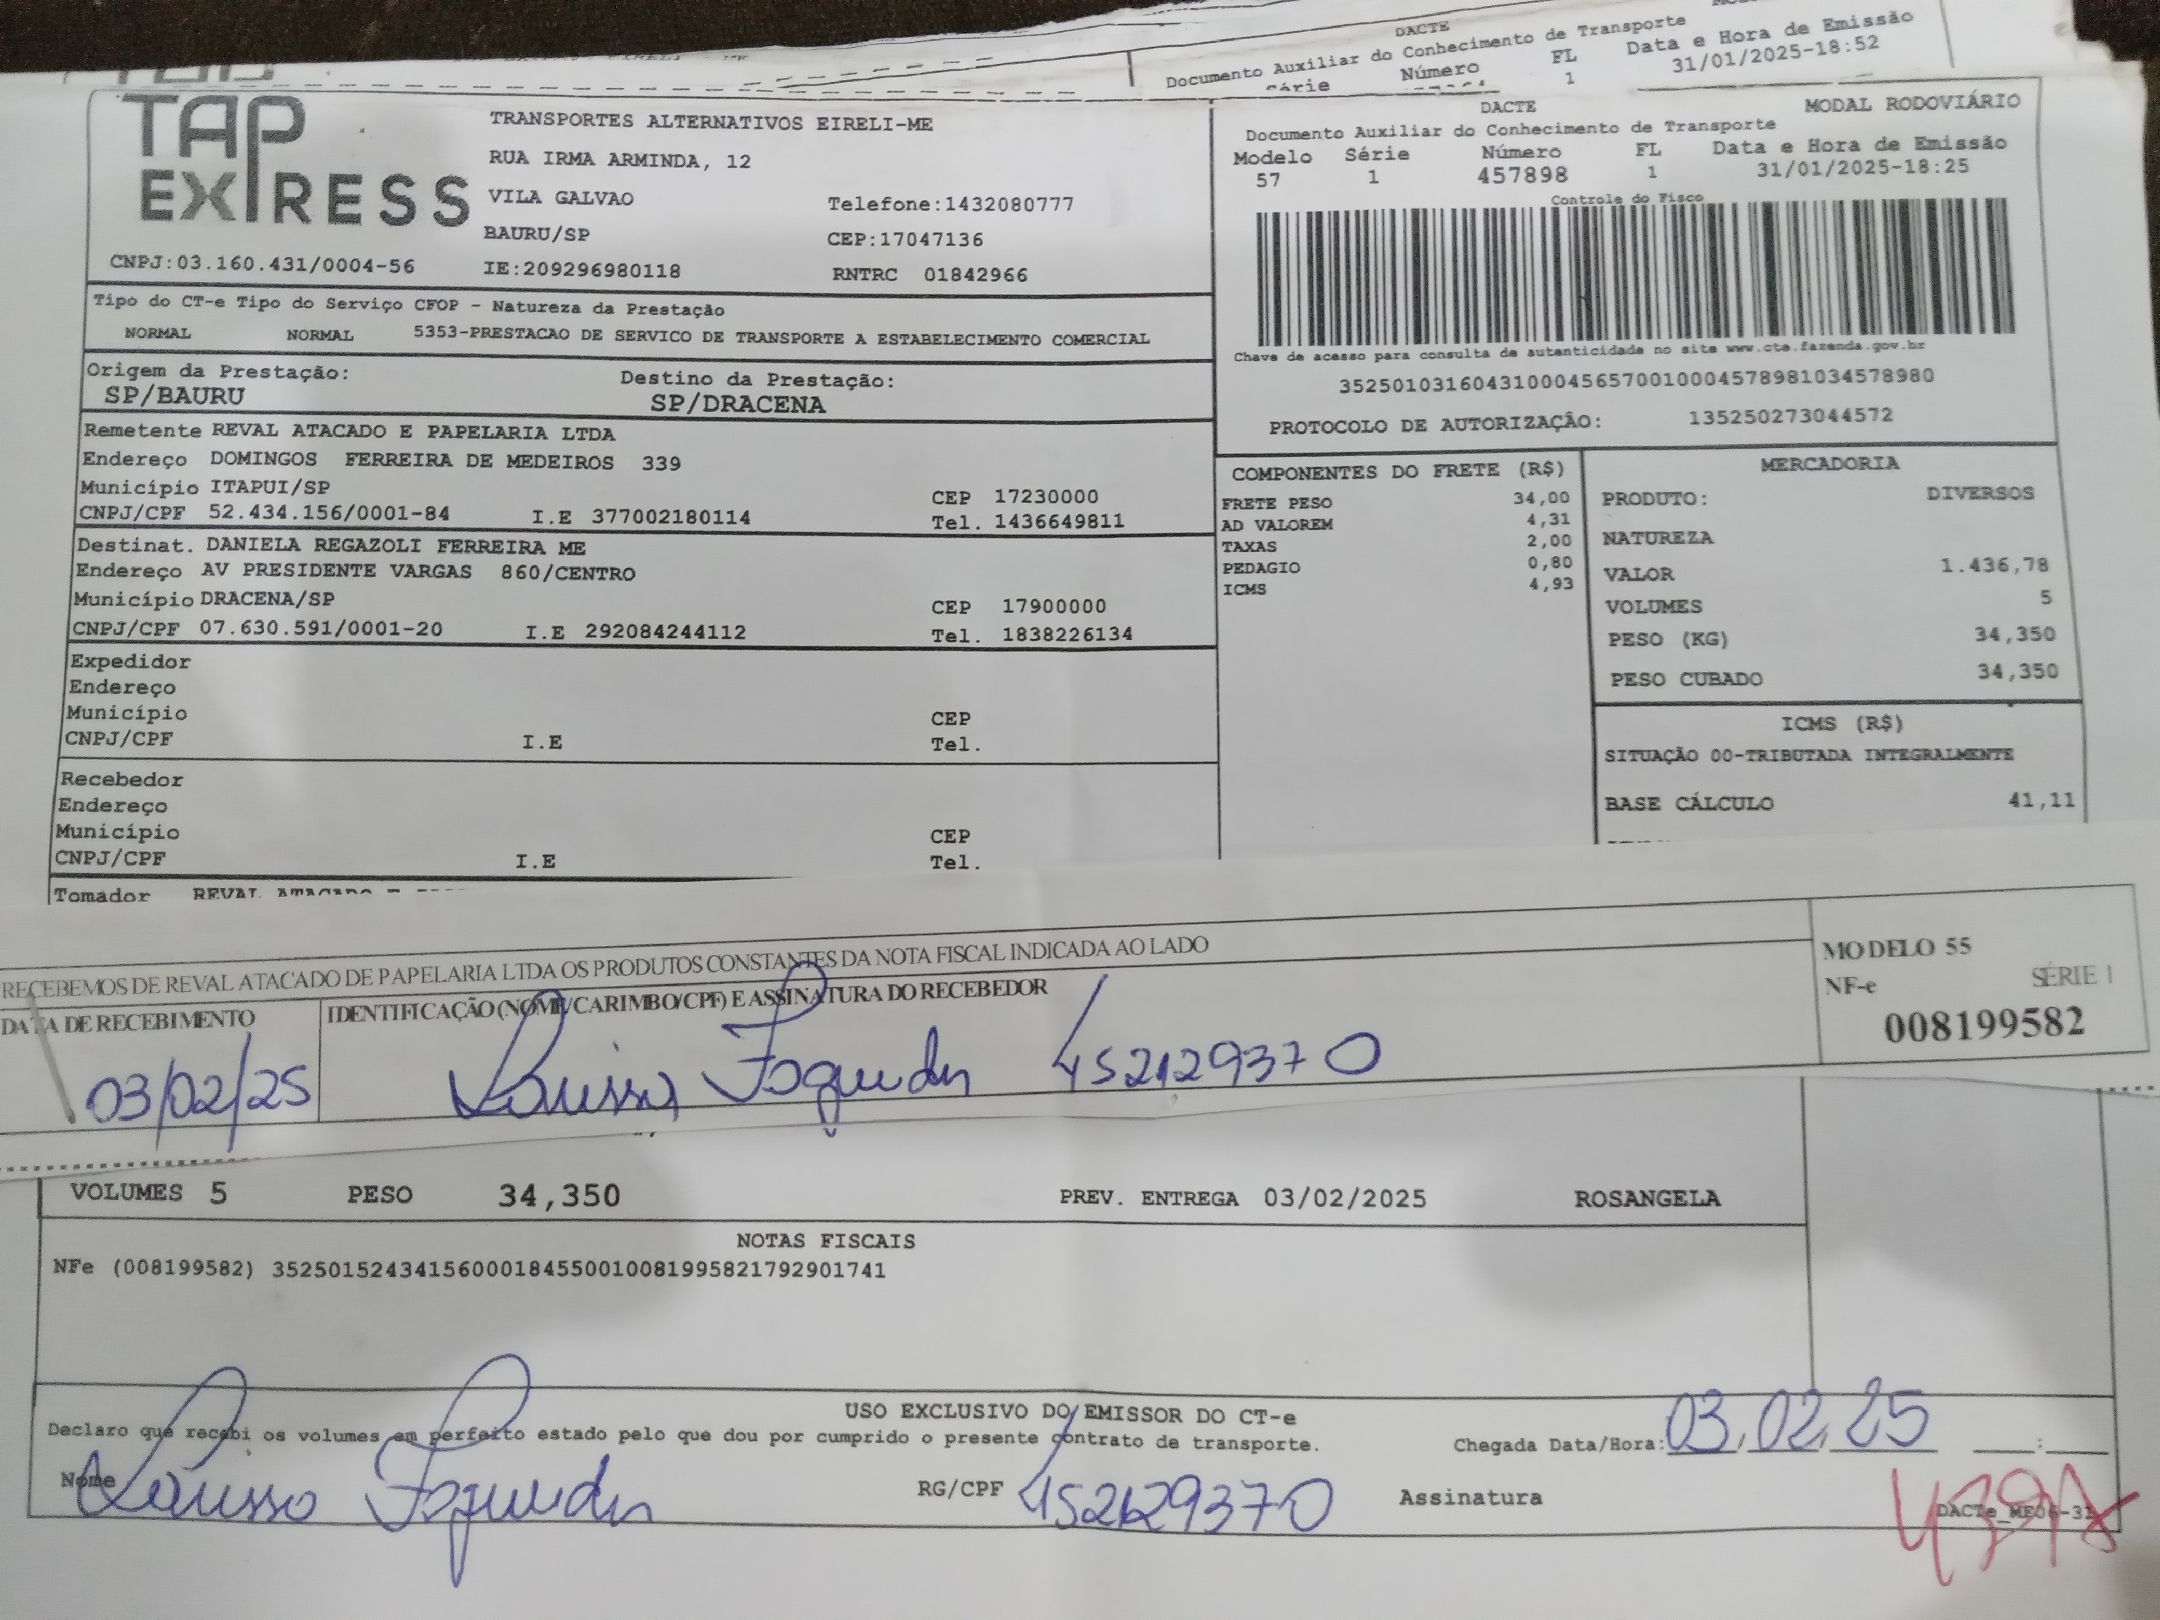 DACTE
Documento Auxiliar do Conhecimento de Transporte
Série Número FL Data e Hora de Emissão
1 31/01/2025-18:52
TAP EXPRESS
TRANSPORTES ALTERNATIVOS EIRELI-ME
RUA IRMA ARMINDA, 12
VILA GALVAO Telefone:1432080777
BAURU/SP CEP:17047136
CNPJ:03.160.431/0004-56 IE:209296980118 RNTRC 01842966
DACTE MODAL RODOVIÁRIO
Documento Auxiliar do Conhecimento de Transporte
Modelo Série Número FL Data e Hora de Emissão
57 1 457898 1 31/01/2025-18:25
Controle do Fisco
Chave de acesso para consulta de autenticidade no site www.cte.fazenda.gov.br
35250103160431000456570010004578981034578980
PROTOCOLO DE AUTORIZAÇÂO: 135250273044572
Tipo do CT-e Tipo do Serviço CFOP - Natureza da Prestação
NORMAL NORMAL 5353-PRESTACAO DE SERVICO DE TRANSPORTE A ESTABELECIMENTO COMERCIAL
Origem da Prestação: Destino da Prestação:
SP/BAURU SP/DRACENA
Remetente REVAL ATACADO E PAPELARIA LTDA
Endereço DOMINGOS FERREIRA DE MEDEIROS 339
Município ITAPUI/SP CEP 17230000
CNPJ/CPF 52.434.156/0001-84 I.E 377002180114 Tel. 1436649811
Destinat. DANIELA REGAZOLI FERREIRA ME
Endereço AV PRESIDENTE VARGAS 860/CENTRO
Município DRACENA/SP CEP 17900000
CNPJ/CPF 07.630.591/0001-20 I.E 292084244112 Tel. 1838226134
Expedidor
Endereço
Município CEP
CNPJ/CPF I.E Tel.
Recebedor
Endereço
Município CEP
CNPJ/CPF I.E Tel.
Tomador REVAL ATACADO
COMPONENTES DO FRETE (R$)
FRETE PESO 34,00
AD VALOREM 4,31
TAXAS 2,00
PEDAGIO 0,80
ICMS 4,93
MERCADORIA
PRODUTO: DIVERSOS
NATUREZA
VALOR 1.436,78
VOLUMES 5
PESO (KG) 34,350
PESO CUBADO 34,350
ICMS (R$)
SITUAÇÃO 00-TRIBUTADA INTEGRALMENTE
BASE CÁLCULO 41,11
RECEBEMOS DE REVAL ATACADO DE PAPELARIA LTDA OS PRODUTOS CONSTANTES DA NOTA FISCAL INDICADA AO LADO
DATA DE RECEBIMENTO IDENTIFICAÇÃO (NOME/CARIMBO/CPF) E ASSINATURA DO RECEBEDOR
03/02/25 452129370
MODELO 55
NF-e SÉRIE 1
008199582
VOLUMES 5 PESO 34,350 PREV. ENTREGA 03/02/2025 ROSANGELA
NOTAS FISCAIS
NFe (008199582) 35250152434156000184550010081995821792901741
USO EXCLUSIVO DO EMISSOR DO CT-e
Declaro que recebi os volumes em perfeito estado pelo que dou por cumprido o presente contrato de transporte.
Chegada Data/Hora: 03.02.25 __:__
Nome RG/CPF 452129370 Assinatura